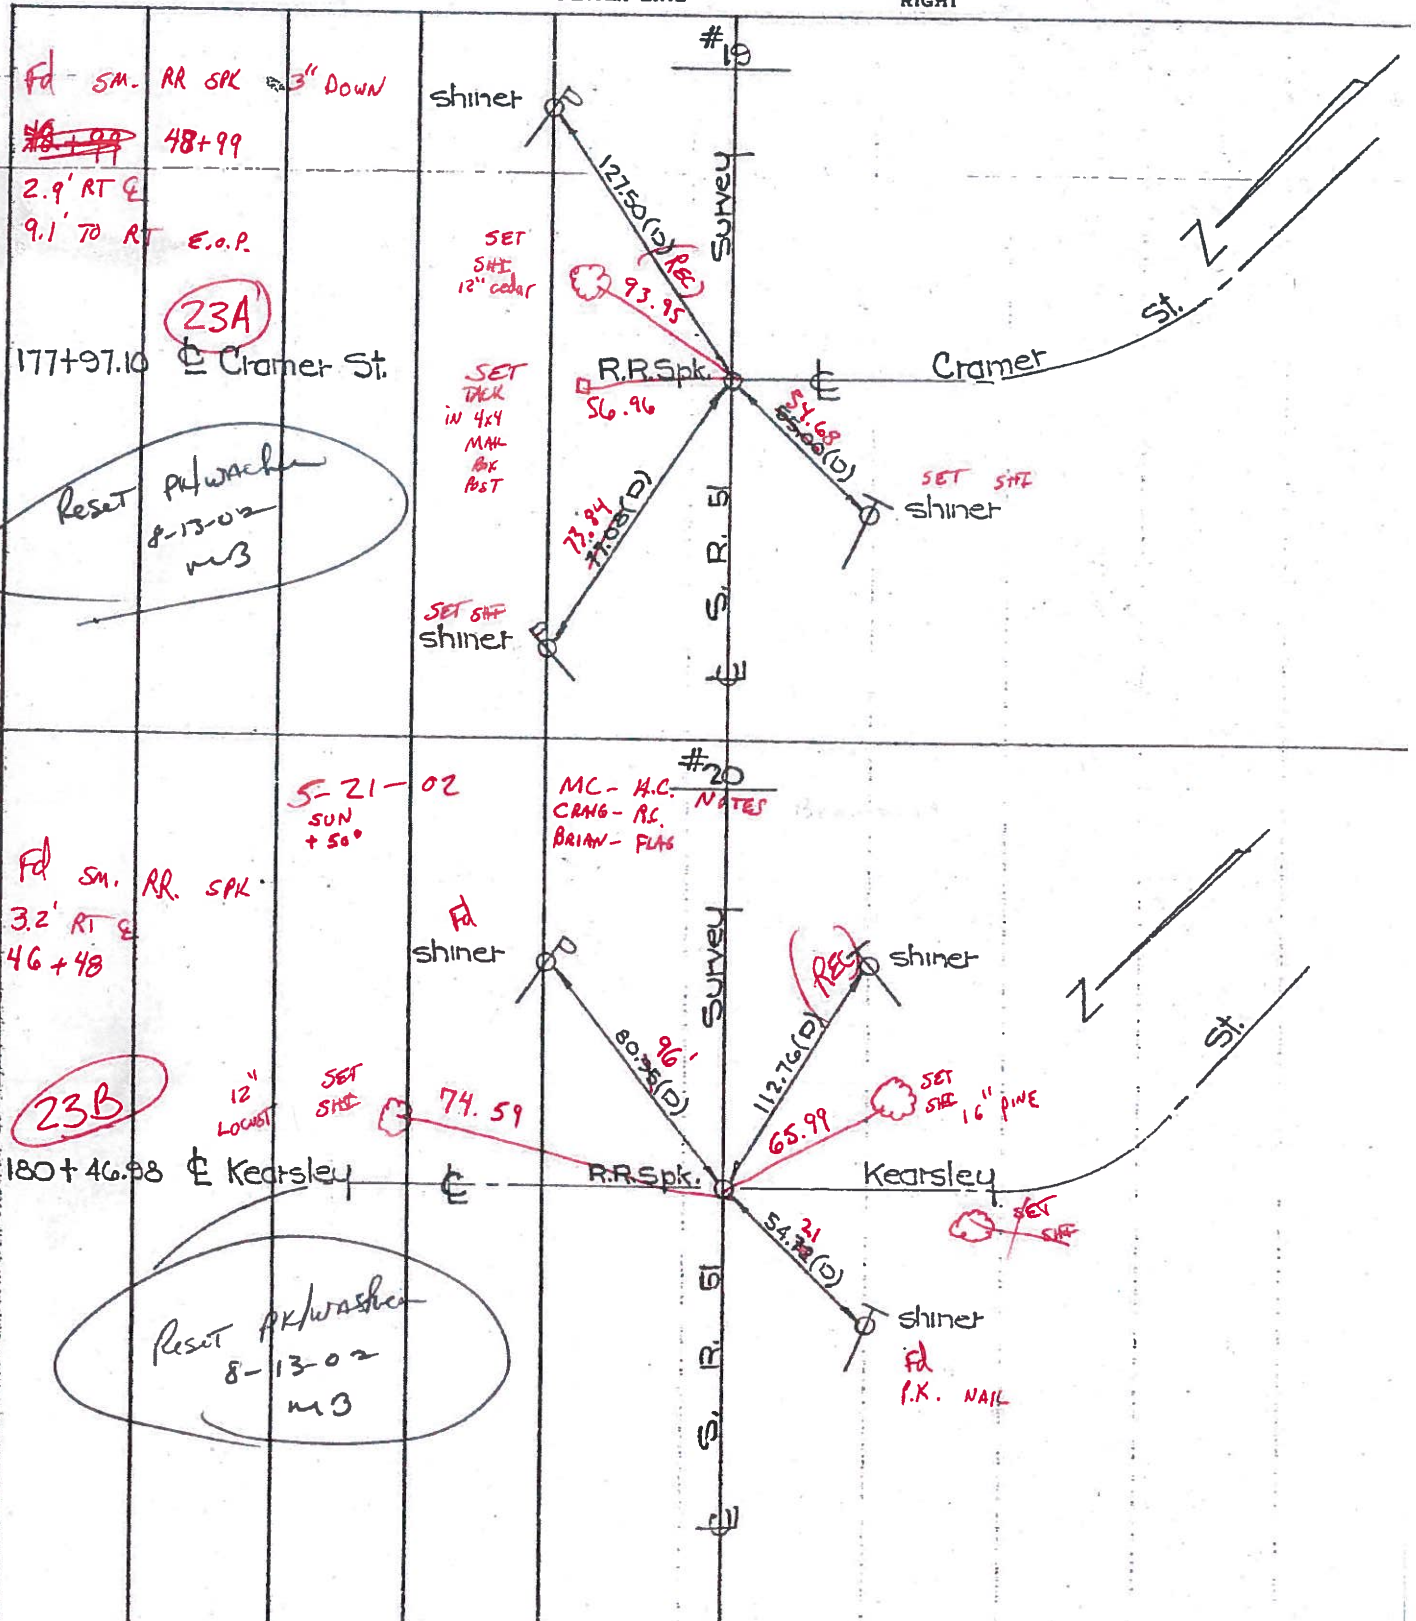 RIGHT
#19
Fd SM. RR SPK 3" DOWN
48+99
2.9' RT ℄
9.1' TO RT E.O.P.
23A
177+97.10 ℄ Cramer St.
Reset PK/washer
8-13-02
shiner
127.50(D)
(REC)
Survey
SET
SHI
12" cedar
93.95
SET
TACK
IN 4x4
MAIL
BOX
POST
R.R.Spk.
56.96
℄
Cramer
St.
N
54.68
55.00(D)
SET SHI
shiner
73.84
77.08(D)
SET SHI
shiner
S. R. 51
℄
#20
NOTES
5-21-02
SUN
+50°
MC- H.C.
CRAIG- R.C.
BRIAN- FLAG
Fd SM. RR. SPK
3.2' RT ℄
46+48
Fd
shiner
Survey
(REC)
shiner
N
St.
96'
80.95(D)
112.76(D)
23B
12"
LOCUST
SET
SHI
74.59
65.99
SET
SHI 16" PINE
180+46.98 ℄ Kearsley
℄
R.R.Spk.
Kearsley
SET
SHI
21
54.72(D)
shiner
Fd
P.K. NAIL
Reset PK/washer
8-13-02
S. R. 51
℄